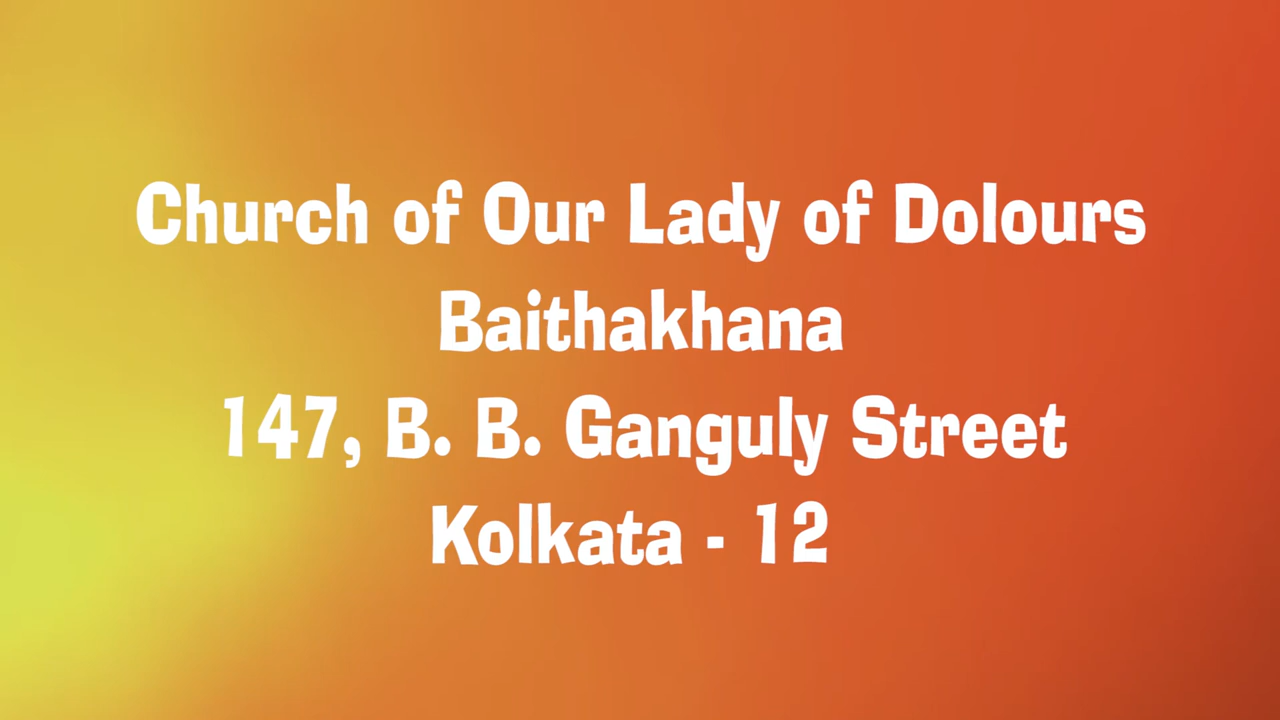 Church of Our Lady of Dolours
Baithakhana
147, B. B. Ganguly Street
Kolkata - 12